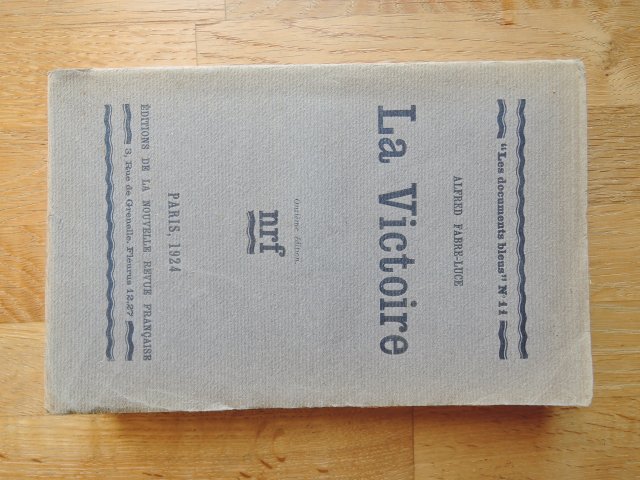 "Les documents bleus" N° 11
ALFRED FABRE-LUCE
La Victoire
Onzième édition
nrf
PARIS, 1924
ÉDITIONS DE LA NOUVELLE REVUE FRANÇAISE
3, Rue de Grenelle. Fleurus 12.27